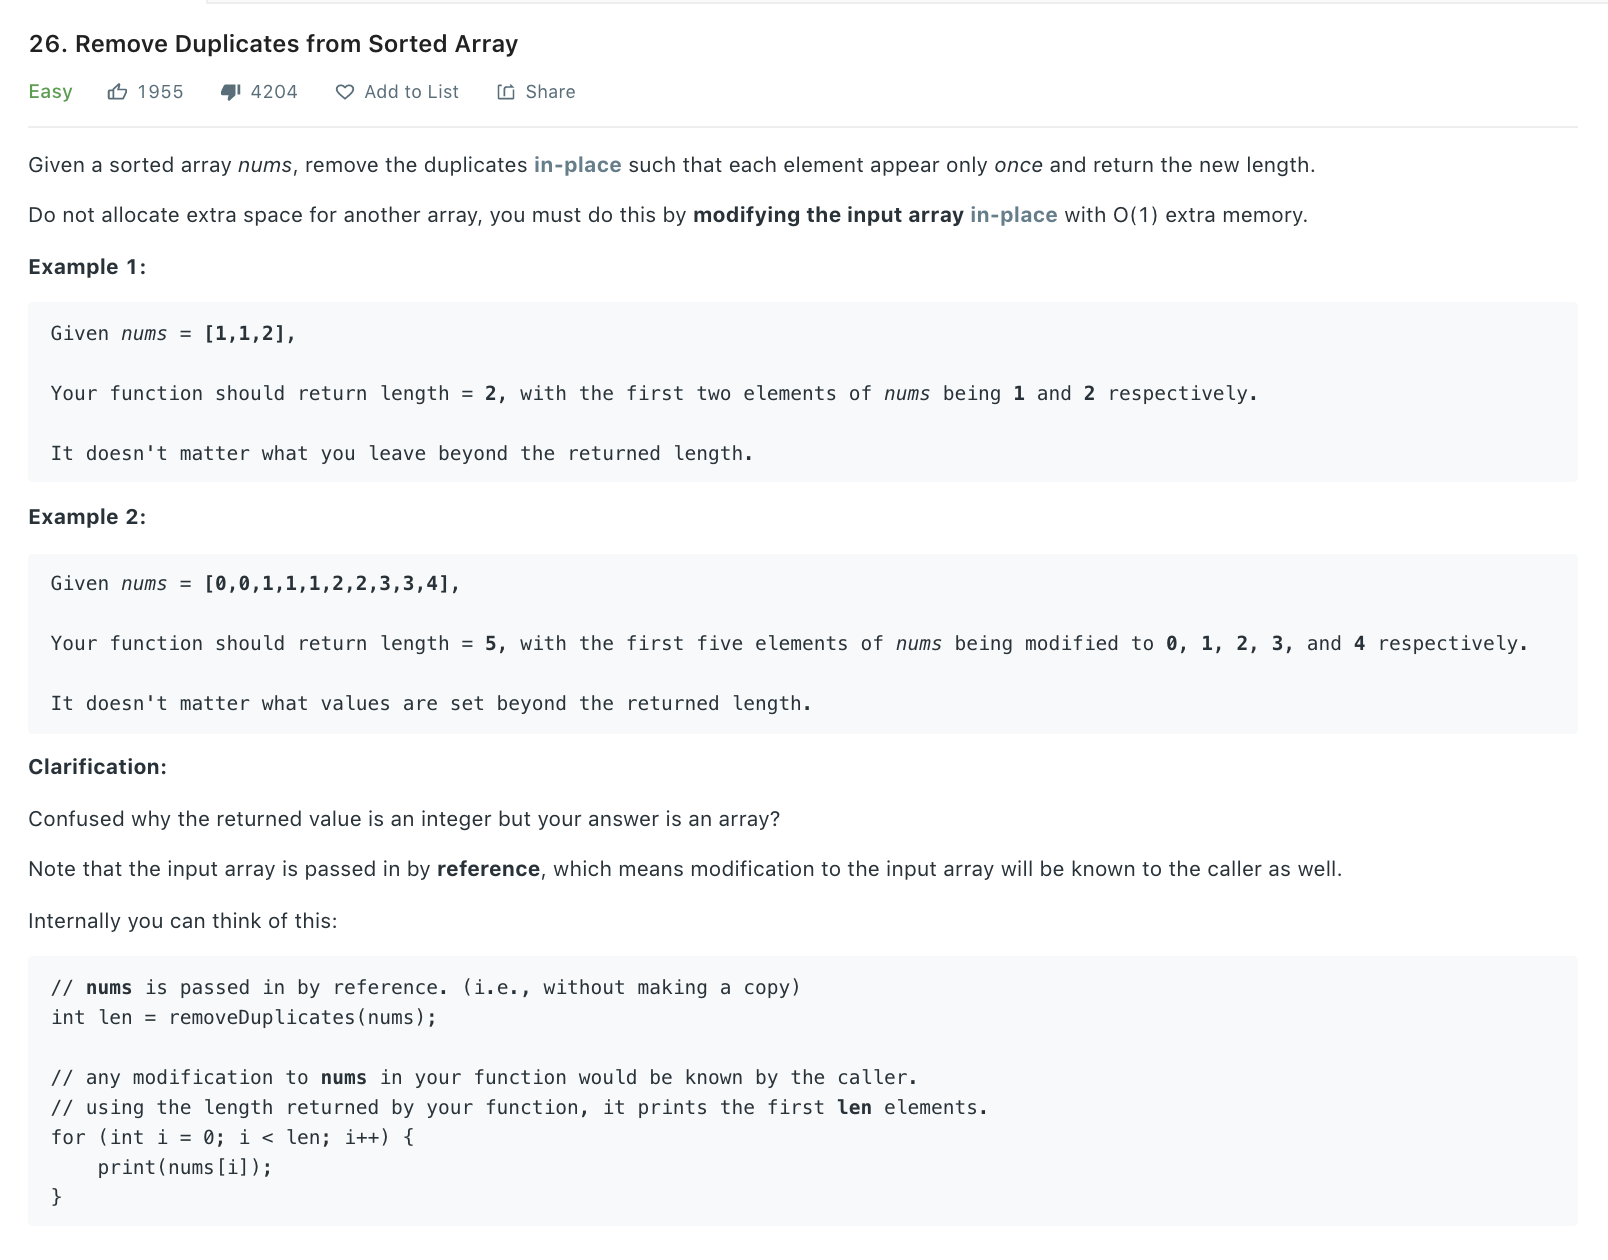 26. Remove Duplicates from Sorted Array
Easy 1955 4204 Add to List Share
Given a sorted array nums, remove the duplicates in-place such that each element appear only once and return the new length.
Do not allocate extra space for another array, you must do this by modifying the input array in-place with O(1) extra memory.
Example 1:
Given nums = [1,1,2],
Your function should return length = 2, with the first two elements of nums being 1 and 2 respectively.
It doesn't matter what you leave beyond the returned length.
Example 2:
Given nums = [0,0,1,1,1,2,2,3,3,4],
Your function should return length = 5, with the first five elements of nums being modified to 0, 1, 2, 3, and 4 respectively.
It doesn't matter what values are set beyond the returned length.
Clarification:
Confused why the returned value is an integer but your answer is an array?
Note that the input array is passed in by reference, which means modification to the input array will be known to the caller as well.
Internally you can think of this:
// nums is passed in by reference. (i.e., without making a copy)
int len = removeDuplicates(nums);
// any modification to nums in your function would be known by the caller.
// using the length returned by your function, it prints the first len elements.
for (int i = 0; i < len; i++) {
    print(nums[i]);
}